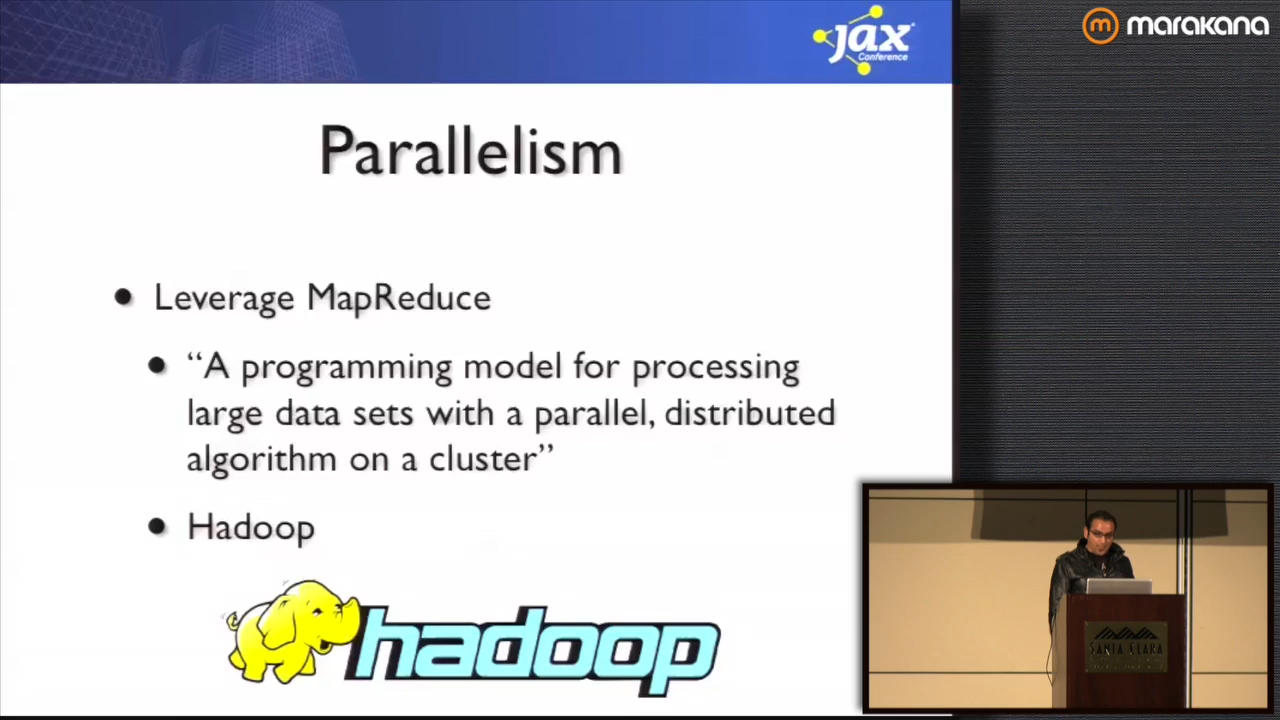 jax
Conference
marakana
Parallelism
Leverage MapReduce
“A programming model for processing
large data sets with a parallel, distributed
algorithm on a cluster”
Hadoop
hadoop
SANTA CLARA